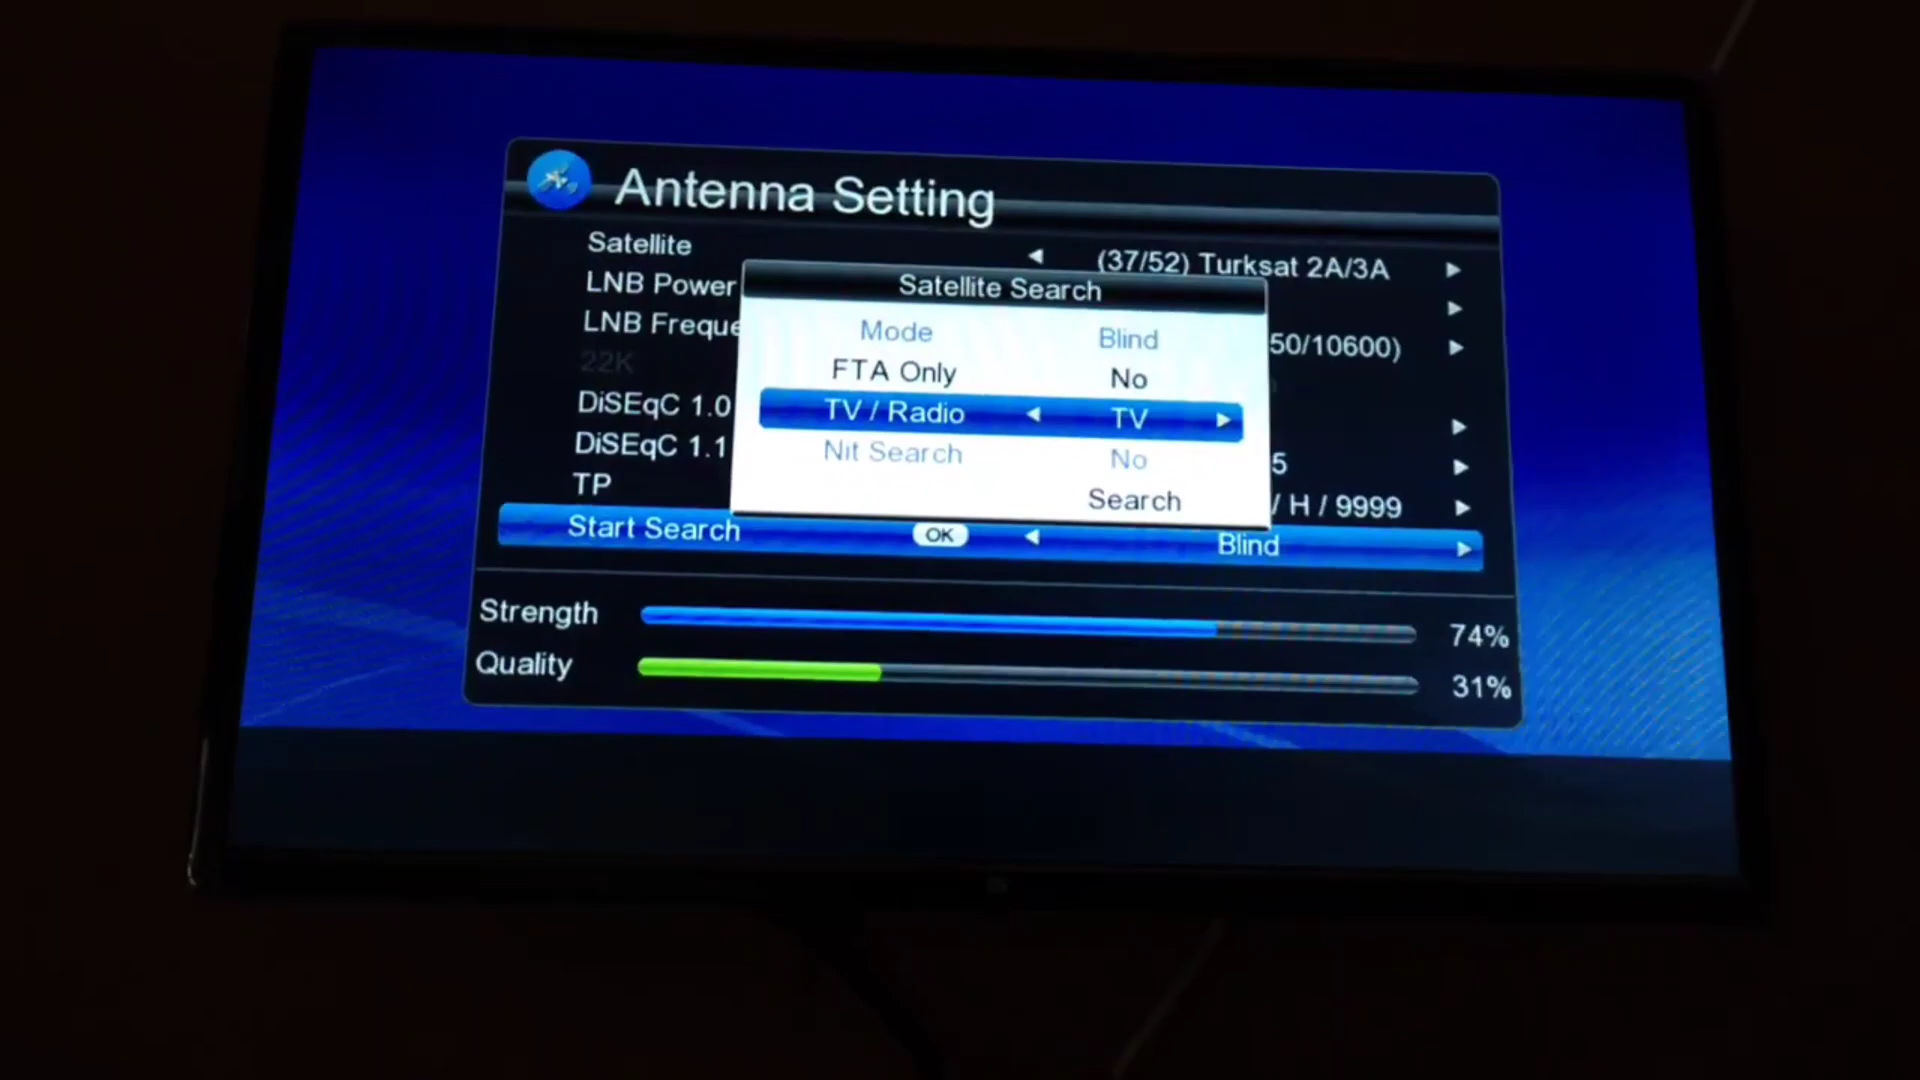 Antenna Setting
Satellite (37/52) Turksat 2A/3A
LNB Power
LNB Freque 50/10600)
22K
DiSEqC 1.0
DiSEqC 1.1 5
TP / H / 9999
Start Search OK Blind
Satellite Search
Mode Blind
FTA Only No
TV / Radio TV
Nit Search No
Search
Strength 74%
Quality 31%